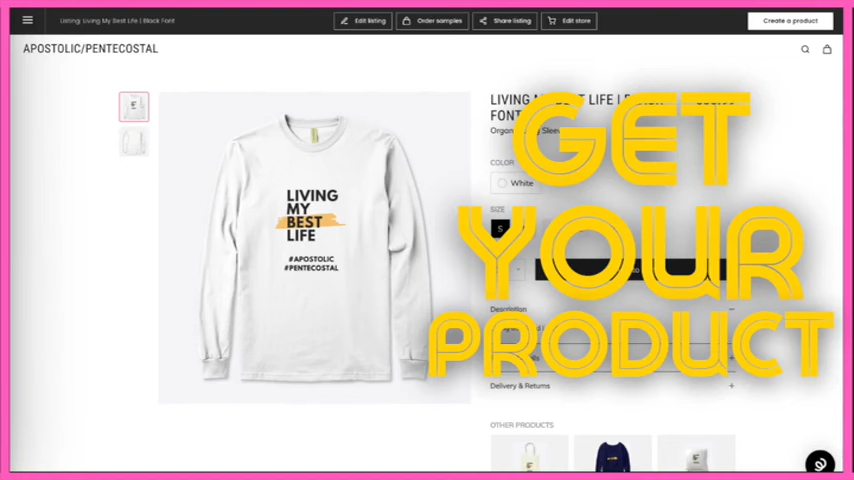 Listing: Living My Best Life | Black Font
Edit listing
Order samples
Share listing
Edit store
Create a product
APOSTOLIC/PENTECOSTAL
LIVING
FONT
COLOR
White
SIZE
S
Description
Delivery & Returns
OTHER PRODUCTS
LIVING
MY
BEST
LIFE
#APOSTOLIC
#PENTECOSTAL
GET
YOUR
PRODUCT